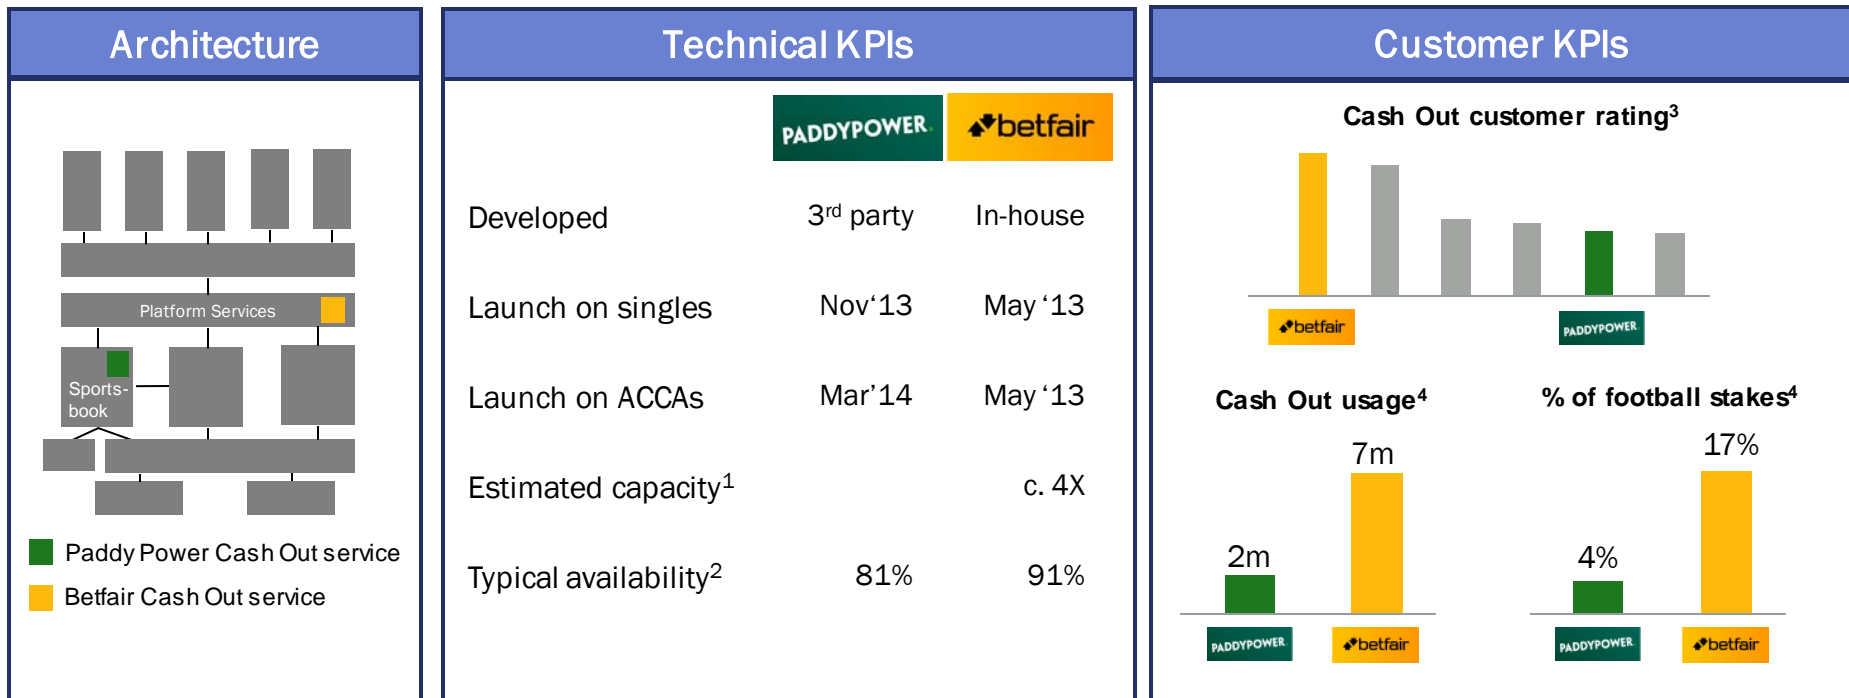 Architecture
Platform Services
Sports-
book
Paddy Power Cash Out service
Betfair Cash Out service
Technical KPIs
PADDYPOWER. betfair
Developed 3rd party In-house
Launch on singles Nov‘13 May ‘13
Launch on ACCAs Mar’14 May ‘13
Estimated capacity1 c. 4X
Typical availability2 81% 91%
Customer KPIs
Cash Out customer rating3
betfair PADDYPOWER
Cash Out usage4
2m 7m
PADDYPOWER betfair
% of football stakes4
4% 17%
PADDYPOWER betfair